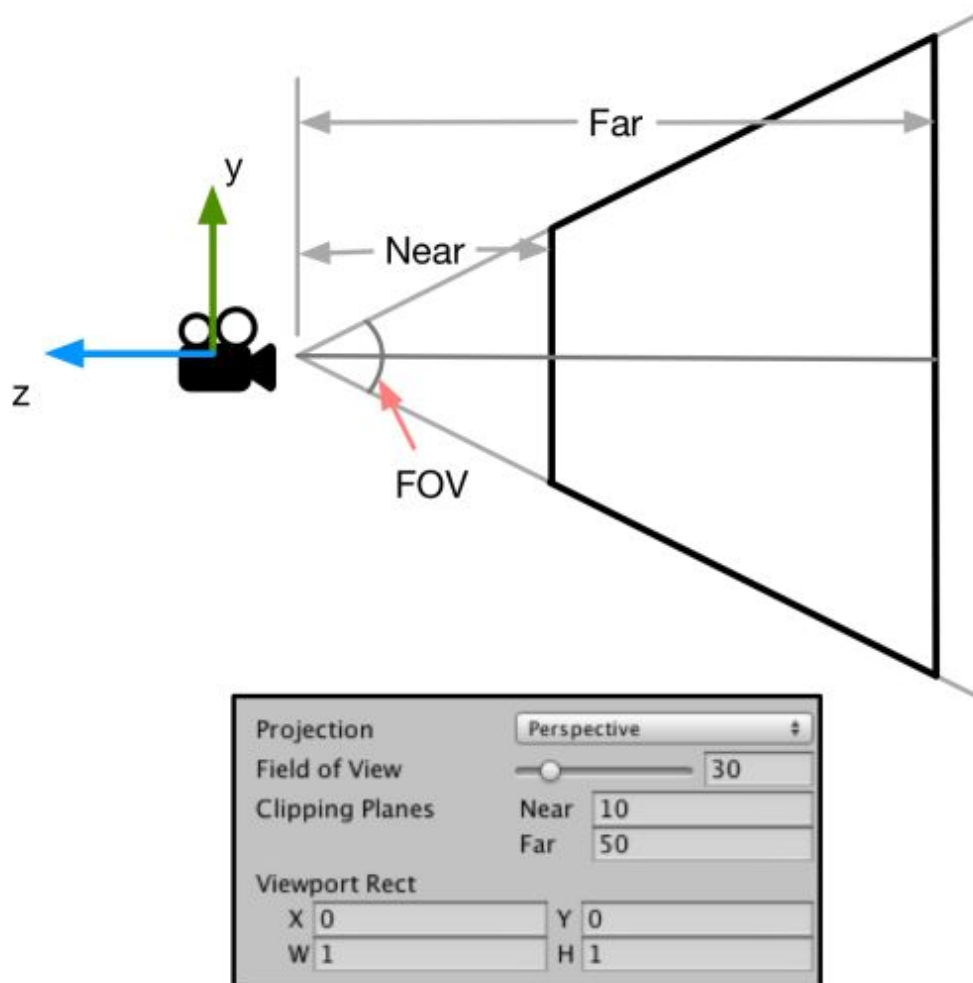 Far
y
Near
z
FOV
Projection Perspective
Field of View 30
Clipping Planes Near 10
Far 50
Viewport Rect
X 0 Y 0
W 1 H 1